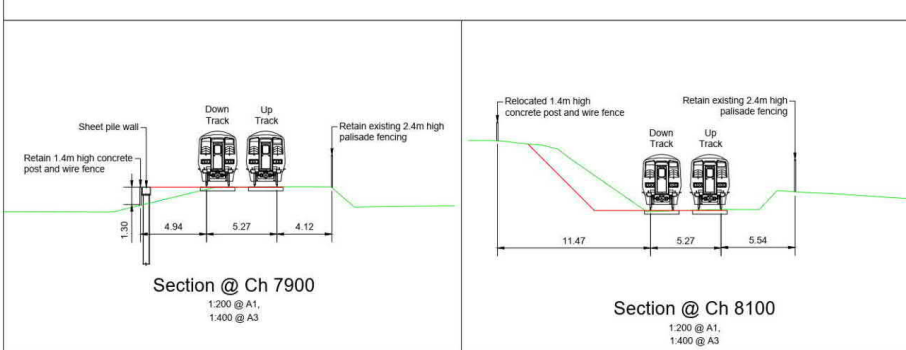 Down
Track
Up
Track
Sheet pile wall
Retain existing 2.4m high
palisade fencing
Retain 1.4m high concrete
post and wire fence
1.30
4.94
5.27
4.12
Section @ Ch 7900
1:200 @ A1,
1:400 @ A3
Relocated 1.4m high
concrete post and wire fence
Retain existing 2.4m high
palisade fencing
Down
Track
Up
Track
11.47
5.27
5.54
Section @ Ch 8100
1:200 @ A1,
1:400 @ A3